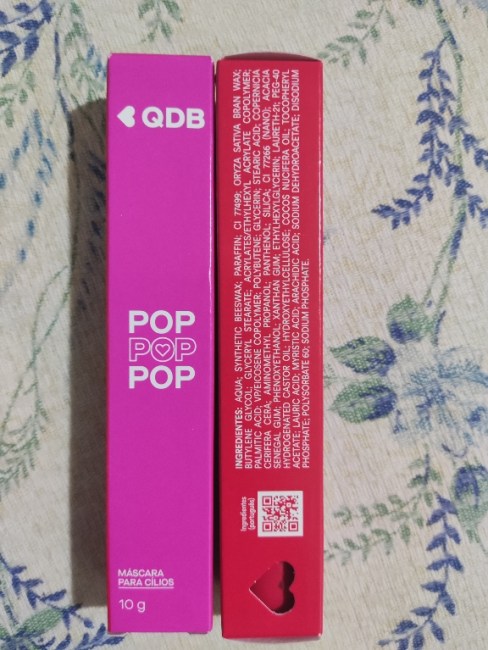 QDB
POP
POP
POP
MÁSCARA
PARA CÍLIOS
10 g
INGREDIENTES: AQUA; SYNTHETIC BEESWAX; PARAFFIN; CI 77499; ORYZA SATIVA BRAN WAX;
BUTYLENE GLYCOL; GLYCERYL STEARATE; ACRYLATES/ETHYLHEXYL ACRYLATE COPOLYMER;
PALMITIC ACID; VP/EICOSENE COPOLYMER; POLYBUTENE; GLYCERIN; STEARIC ACID; COPERNICIA
CERIFERA CERA; AMINOMETHYL PROPANOL; PANTHENOL; SILICA; CI 77266 (NANO); ACACIA
SENEGAL GUM; PHENOXYETHANOL; XANTHAN GUM; ETHYLHEXYLGLYCERIN; LAURETH-21; PEG-40
HYDROGENATED CASTOR OIL; HYDROXYETHYLCELLULOSE; COCOS NUCIFERA OIL; TOCOPHERYL
ACETATE; LAURIC ACID; MYRISTIC ACID; ARACHIDIC ACID; SODIUM DEHYDROACETATE; DISODIUM
PHOSPHATE; POLYSORBATE 60; SODIUM PHOSPHATE.
Ingredientes
(português)